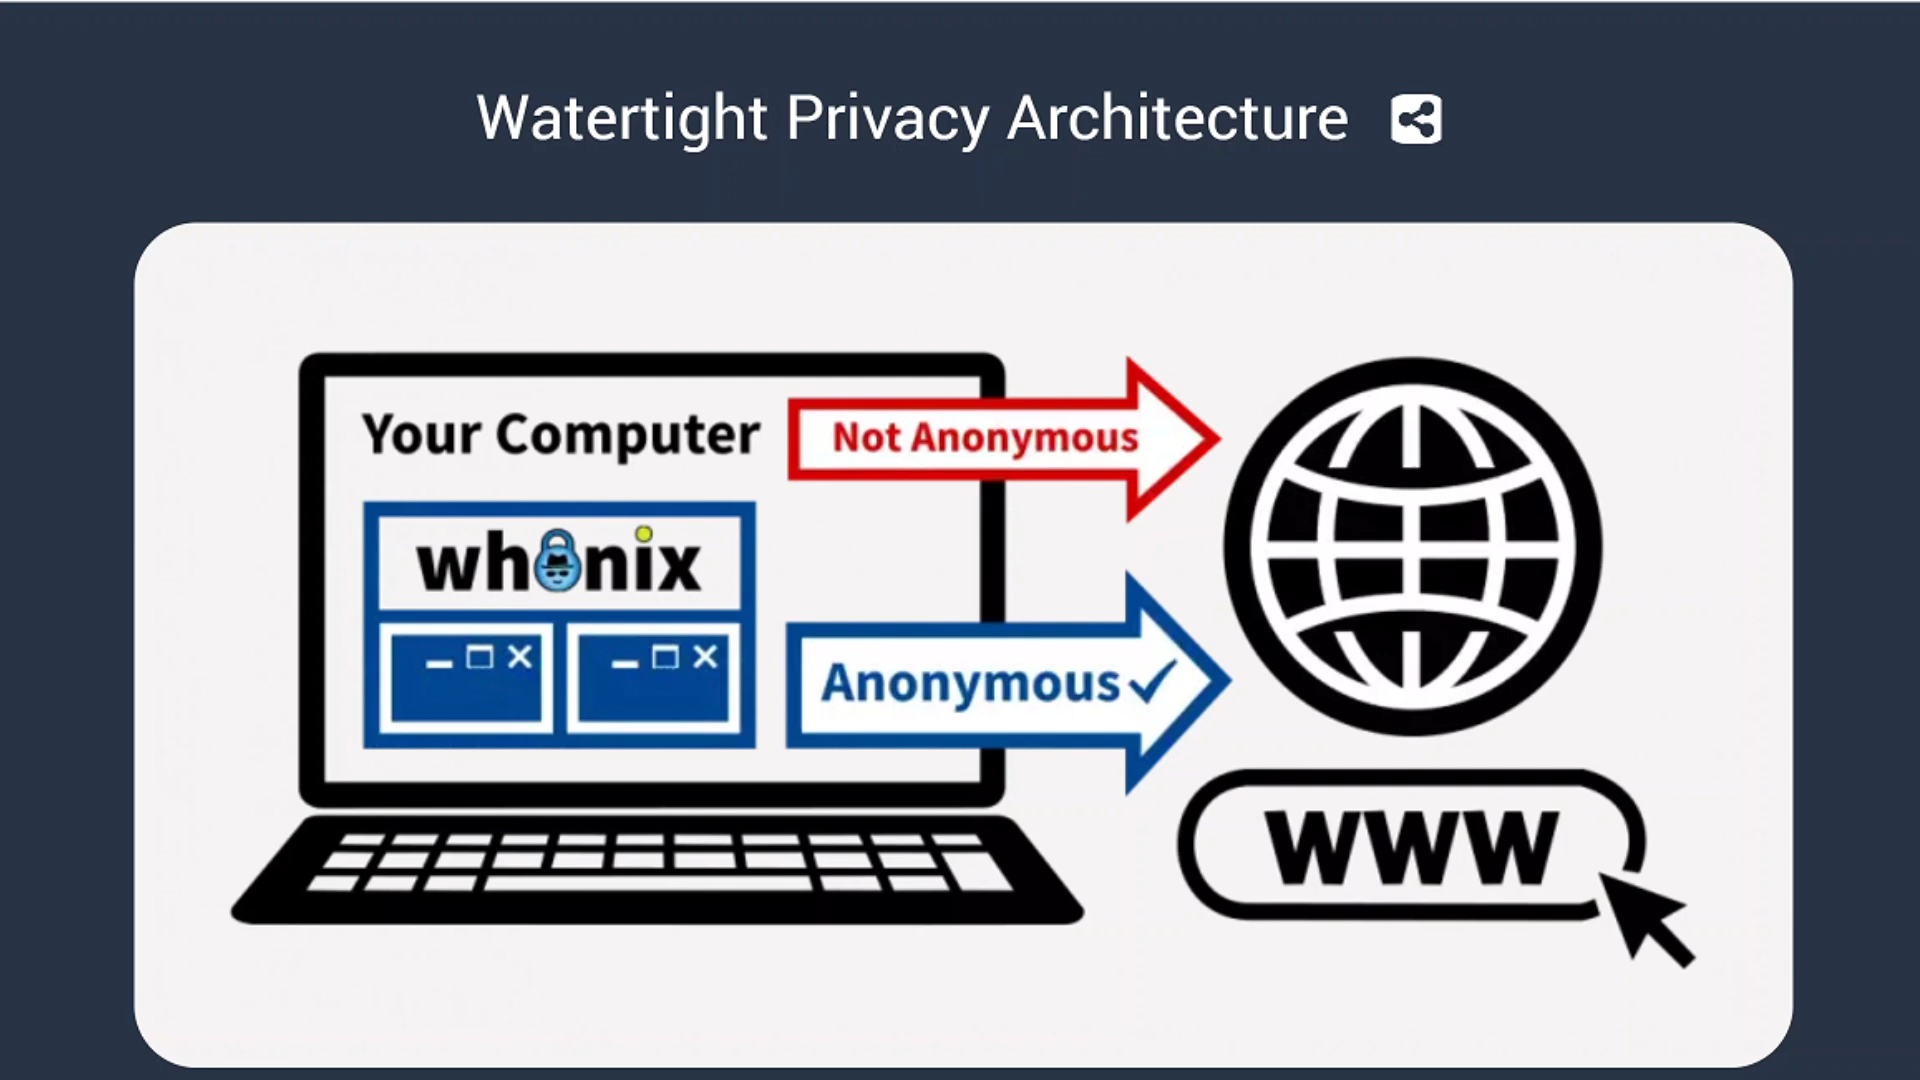 Watertight Privacy Architecture
Your Computer
Not Anonymous
whonix
Anonymous✓
WWW